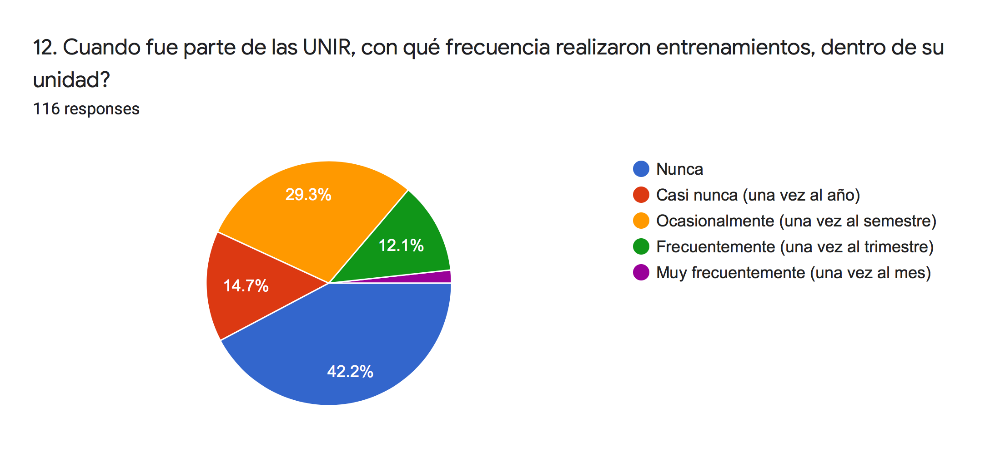 12. Cuando fue parte de las UNIR, con qué frecuencia realizaron entrenamientos, dentro de su
unidad?
116 responses
Nunca
Casi nunca (una vez al año)
Ocasionalmente (una vez al semestre)
Frecuentemente (una vez al trimestre)
Muy frecuentemente (una vez al mes)
29.3%
12.1%
14.7%
42.2%